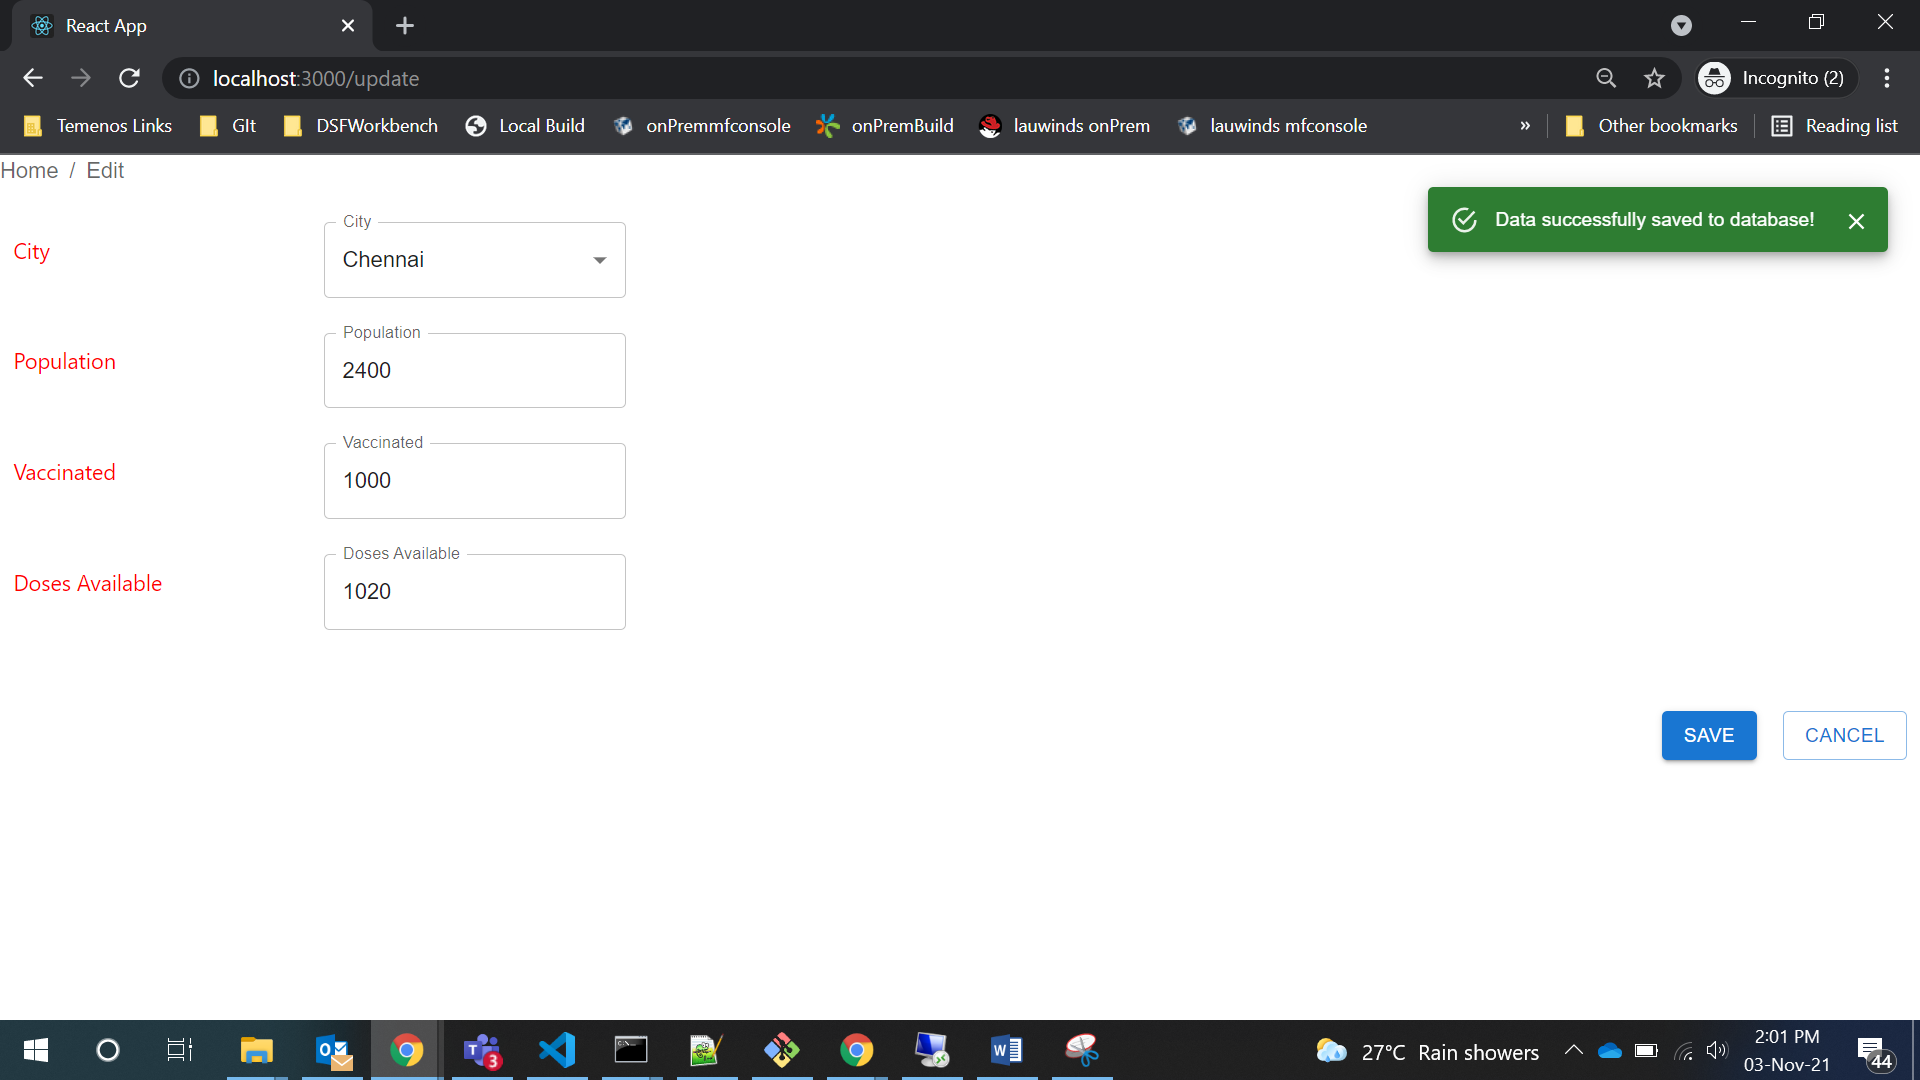 React App
localhost:3000/update
Incognito (2)
Temenos Links
GIt
DSFWorkbench
Local Build
onPremmfconsole
onPremBuild
lauwinds onPrem
lauwinds mfconsole
»
Other bookmarks
Reading list
Home / Edit
Data successfully saved to database!
City
City
Chennai
Population
Population
2400
Vaccinated
Vaccinated
1000
Doses Available
Doses Available
1020
SAVE
CANCEL
3
27°C Rain showers
2:01 PM
03-Nov-21
44